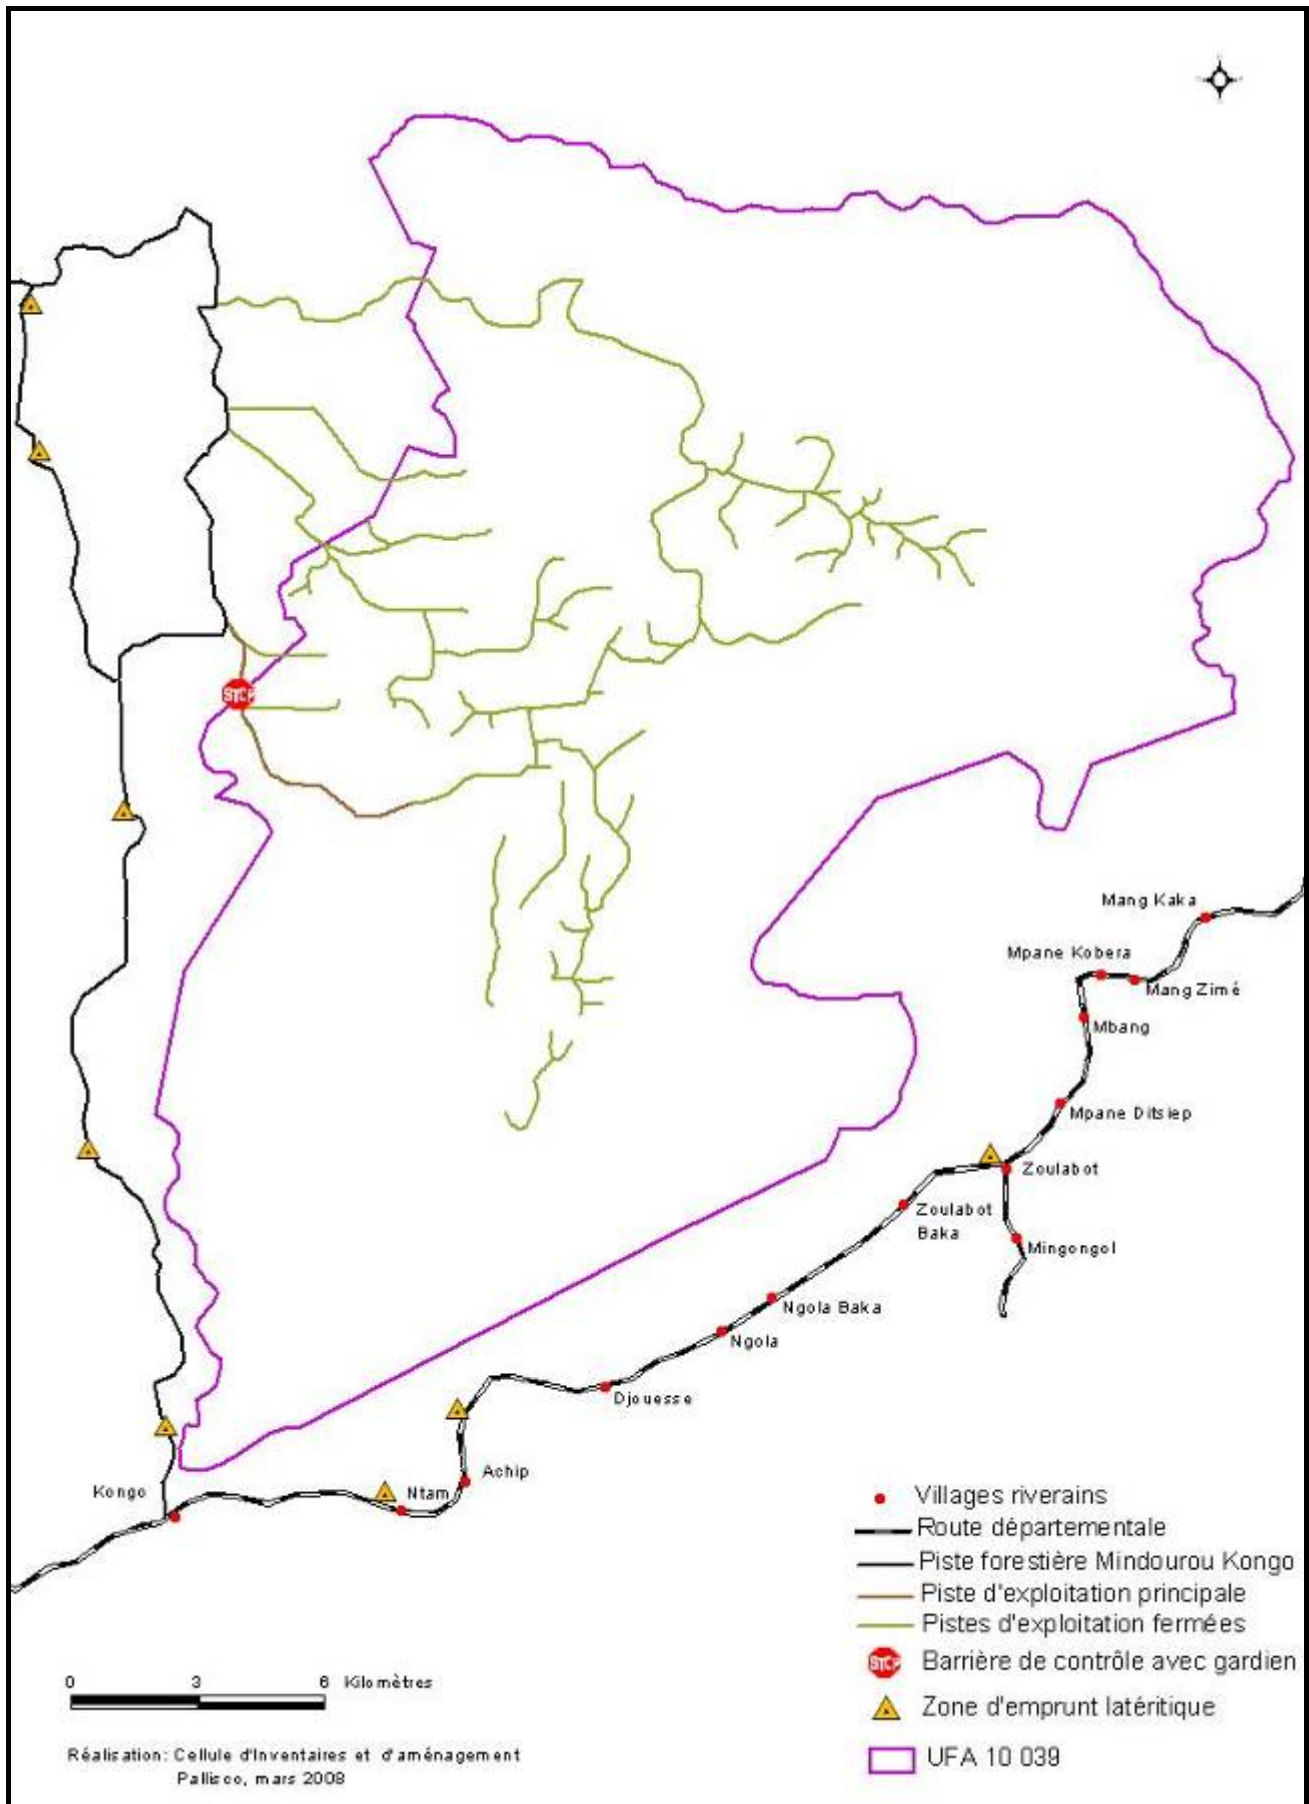 STOP
Mang Kaka
Mpane Kobera
Mang Zimé
Mbang
Mpane Ditsiep
Zoulabot
Zoulabot
Baka
Mingongol
Ngola Baka
Ngola
Djouesse
Achip
Ntam
Kongo
Villages riverains
Route départementale
Piste forestière Mindourou Kongo
Piste d'exploitation principale
Pistes d'exploitation fermées
STOP
Barrière de contrôle avec gardien
Zone d'emprunt latéritique
UFA 10 039
0 3 6 Kilomètres
Réalisation: Cellule d'Inventaires et d'aménagement
Pallisco, mars 2008